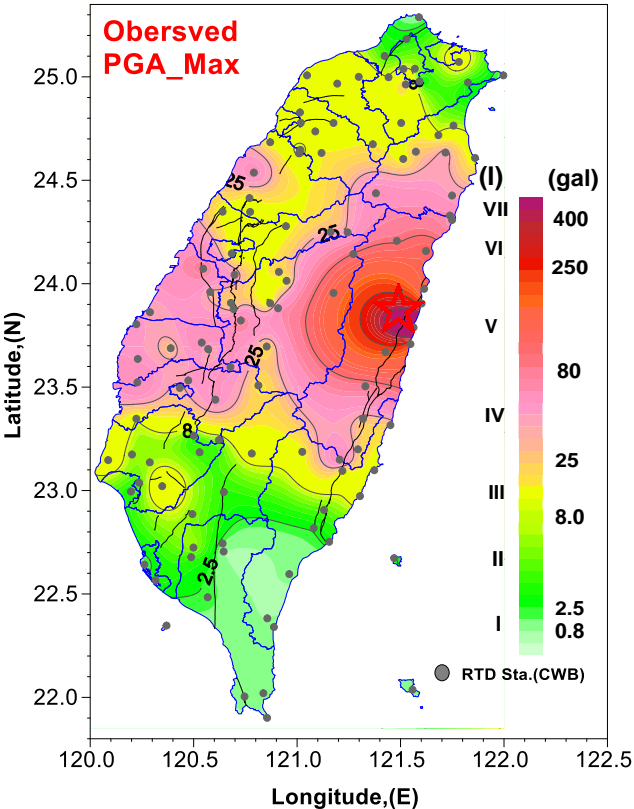 Obersved
PGA_Max
25.0
24.5
24.0
23.5
23.0
22.5
22.0
Latitude,(N)
8
25
25
25
8
2.5
(I)
(gal)
VII
400
VI
250
V
80
IV
25
III
8.0
II
2.5
I
0.8
RTD Sta.(CWB)
120.0
120.5
121.0
121.5
122.0
122.5
Longitude,(E)